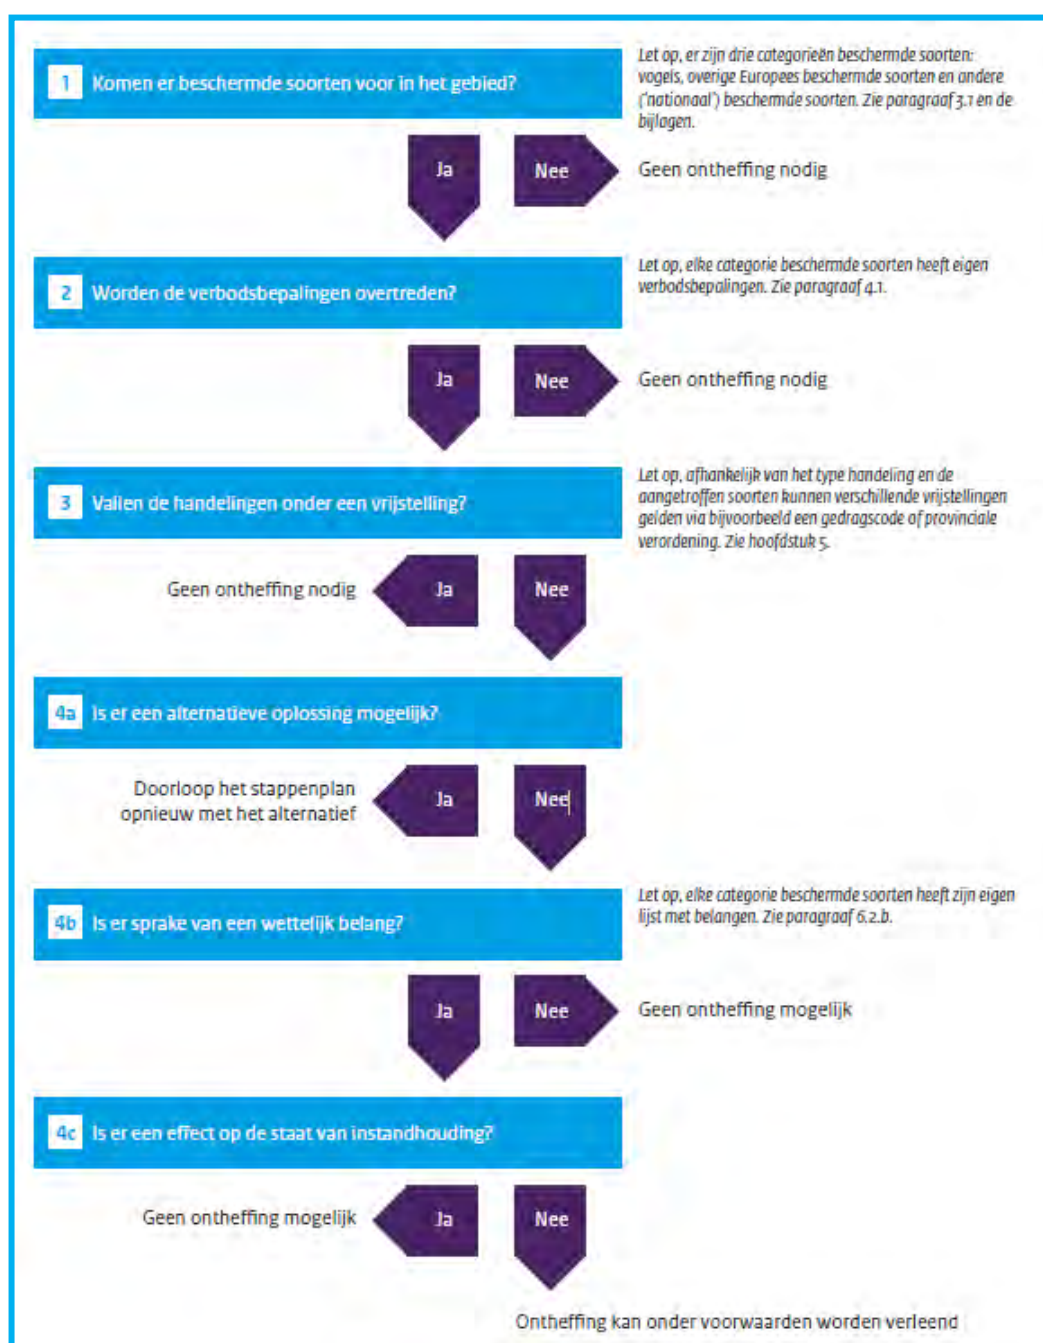 1 Komen er beschermde soorten voor in het gebied?
Let op, er zijn drie categorieën beschermde soorten:
vogels, overige Europees beschermde soorten en andere
('nationaal') beschermde soorten. Zie paragraaf 3.1 en de
bijlagen.
Ja
Nee
Geen ontheffing nodig
2 Worden de verbodsbepalingen overtreden?
Let op, elke categorie beschermde soorten heeft eigen
verbodsbepalingen. Zie paragraaf 4.1.
Ja
Nee
Geen ontheffing nodig
3 Vallen de handelingen onder een vrijstelling?
Let op, afhankelijk van het type handeling en de
aangetroffen soorten kunnen verschillende vrijstellingen
gelden via bijvoorbeeld een gedragscode of provinciale
verordening. Zie hoofdstuk 5.
Geen ontheffing nodig
Ja
Nee
4a Is er een alternatieve oplossing mogelijk?
Doorloop het stappenplan
opnieuw met het alternatief
Ja
Nee
4b Is er sprake van een wettelijk belang?
Let op, elke categorie beschermde soorten heeft zijn eigen
lijst met belangen. Zie paragraaf 6.2.b.
Ja
Nee
Geen ontheffing mogelijk
4c Is er een effect op de staat van instandhouding?
Geen ontheffing mogelijk
Ja
Nee
Ontheffing kan onder voorwaarden worden verleend